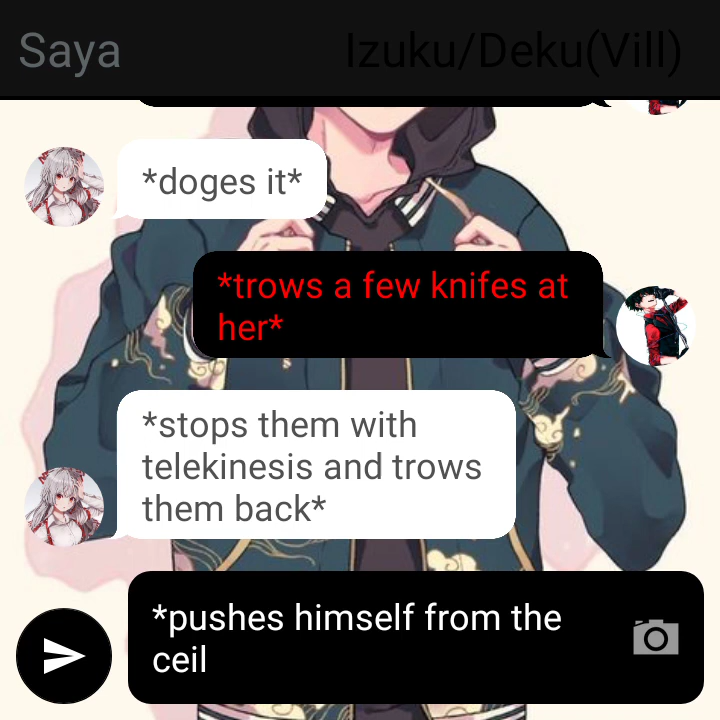 Saya
Izuku/Deku(Vill)
*doges it*
*trows a few knifes at
her*
*stops them with
telekinesis and trows
them back*
*pushes himself from the
ceil